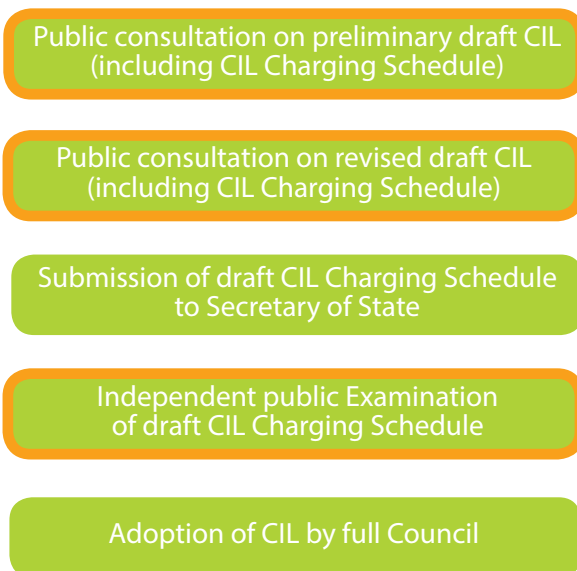 Public consultation on preliminary draft CIL
(including CIL Charging Schedule)
Public consultation on revised draft CIL
(including CIL Charging Schedule)
Submission of draft CIL Charging Schedule
to Secretary of State
Independent public Examination
of draft CIL Charging Schedule
Adoption of CIL by full Council